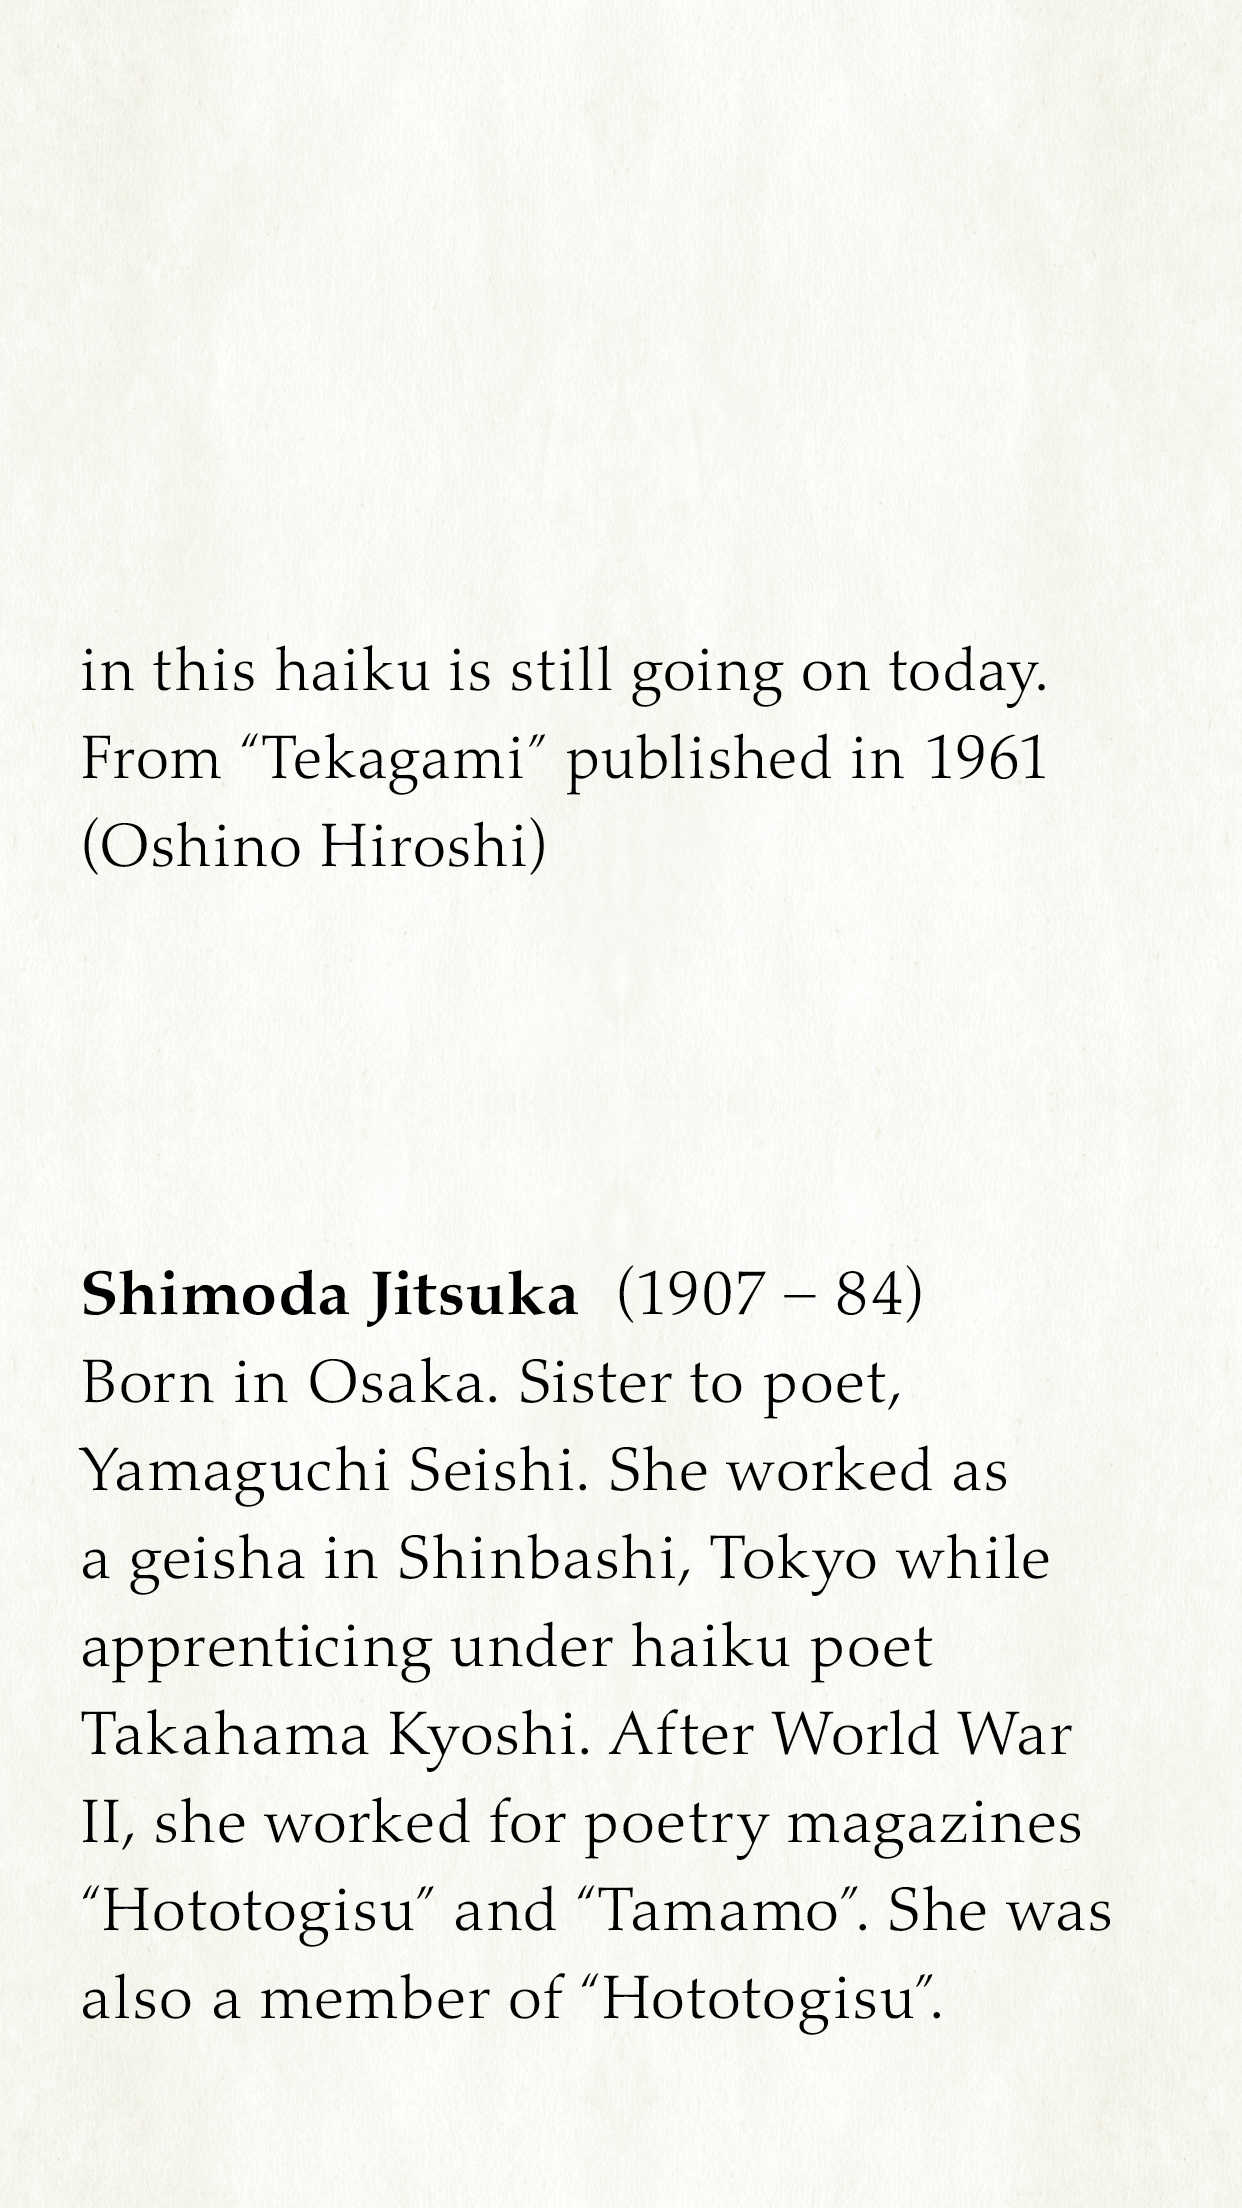 in this haiku is still going on today.
From “Tekagami” published in 1961
(Oshino Hiroshi)
Shimoda Jitsuka (1907 – 84)
Born in Osaka. Sister to poet,
Yamaguchi Seishi. She worked as
a geisha in Shinbashi, Tokyo while
apprenticing under haiku poet
Takahama Kyoshi. After World War
II, she worked for poetry magazines
“Hototogisu” and “Tamamo”. She was
also a member of “Hototogisu”.